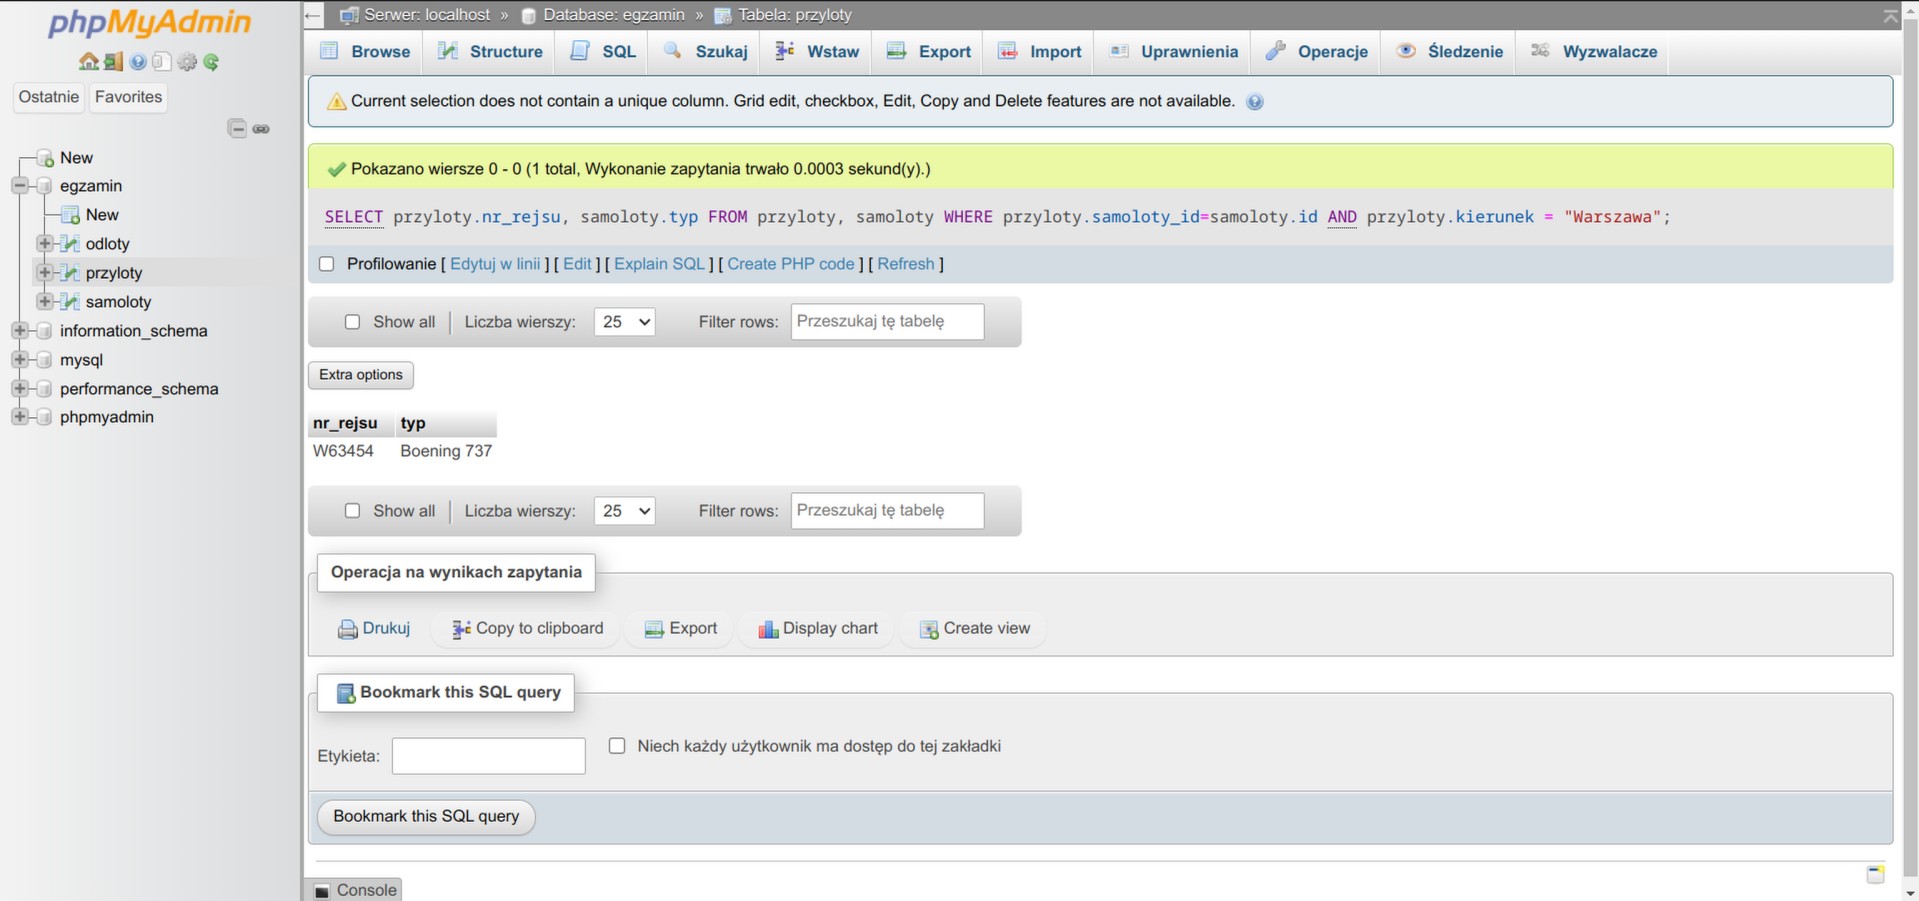 phpMyAdmin
Ostatnie Favorites
New
egzamin
New
odloty
przyloty
samoloty
information_schema
mysql
performance_schema
phpmyadmin
Serwer: localhost » Database: egzamin » Tabela: przyloty
Browse Structure SQL Szukaj Wstaw Export Import Uprawnienia Operacje Śledzenie Wyzwalacze
Current selection does not contain a unique column. Grid edit, checkbox, Edit, Copy and Delete features are not available.
Pokazano wiersze 0 - 0 (1 total, Wykonanie zapytania trwało 0.0003 sekund(y).)
SELECT przyloty.nr_rejsu, samoloty.typ FROM przyloty, samoloty WHERE przyloty.samoloty_id=samoloty.id AND przyloty.kierunek = "Warszawa";
Profilowanie [ Edytuj w linii ] [ Edit ] [ Explain SQL ] [ Create PHP code ] [ Refresh ]
Show all Liczba wierszy: 25 Filter rows: Przeszukaj tę tabelę
Extra options
nr_rejsu typ
W63454 Boening 737
Show all Liczba wierszy: 25 Filter rows: Przeszukaj tę tabelę
Operacja na wynikach zapytania
Drukuj Copy to clipboard Export Display chart Create view
Bookmark this SQL query
Etykieta: Niech każdy użytkownik ma dostęp do tej zakładki
Bookmark this SQL query
Console